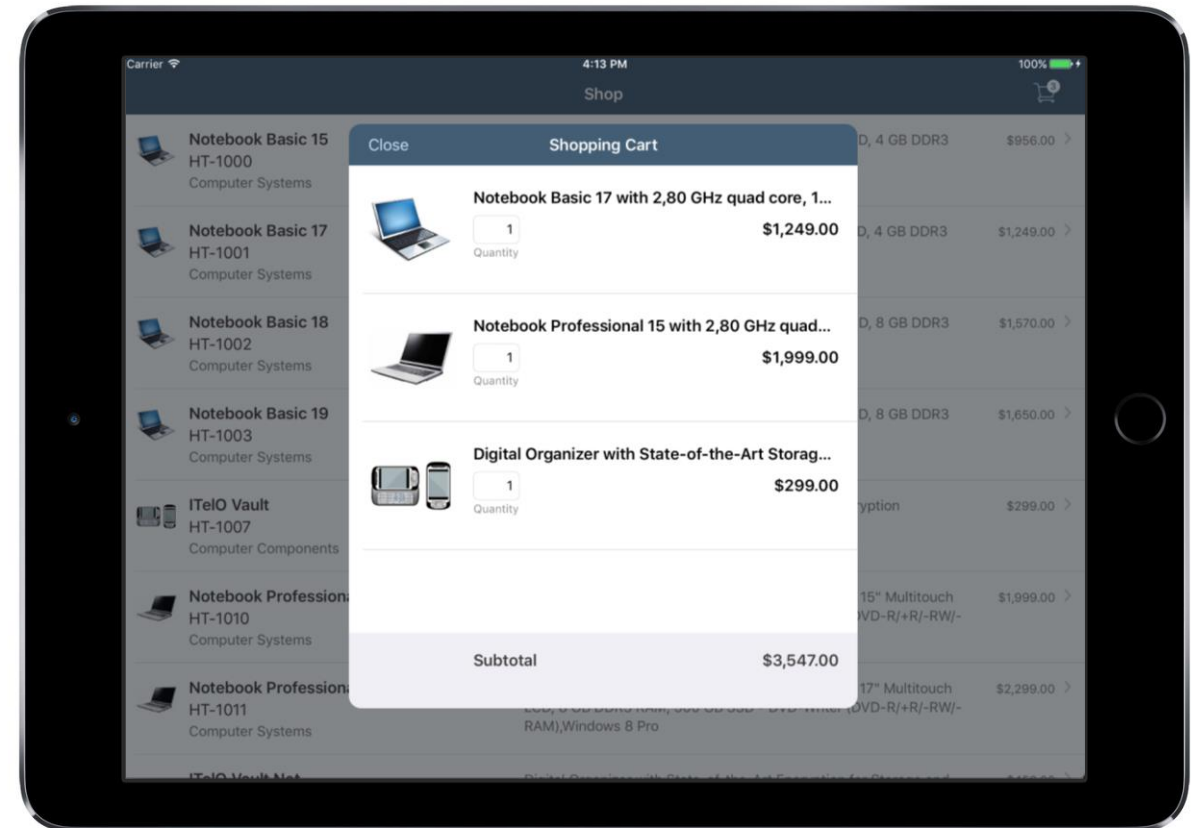 Carrier 4:13 PM 100%
Shop 3
Close Shopping Cart
Notebook Basic 17 with 2,80 GHz quad core, 1...
1 $1,249.00
Quantity
Notebook Professional 15 with 2,80 GHz quad...
1 $1,999.00
Quantity
Digital Organizer with State-of-the-Art Storag...
1 $299.00
Quantity
Subtotal $3,547.00
Notebook Basic 15 D, 4 GB DDR3 $956.00
HT-1000
Computer Systems
Notebook Basic 17 D, 4 GB DDR3 $1,249.00
HT-1001
Computer Systems
Notebook Basic 18 D, 8 GB DDR3 $1,570.00
HT-1002
Computer Systems
Notebook Basic 19 D, 8 GB DDR3 $1,650.00
HT-1003
Computer Systems
ITelO Vault ryption $299.00
HT-1007
Computer Components
Notebook Profession 15" Multitouch $1,999.00
HT-1010 DVD-R/+R/-RW/-
Computer Systems
Notebook Profession 17" Multitouch $2,299.00
HT-1011 (DVD-R/+R/-RW/-
Computer Systems RAM),Windows 8 Pro